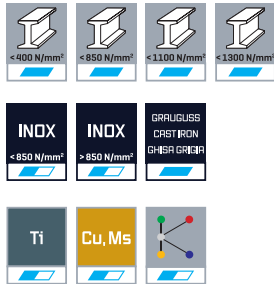 <400 N/mm² <850 N/mm² <1100 N/mm² <1300 N/mm²
INOX INOX GRAUGUSS
CAST IRON
GHISA GRIGIA
<850 N/mm² >850 N/mm²
Ti Cu, Ms